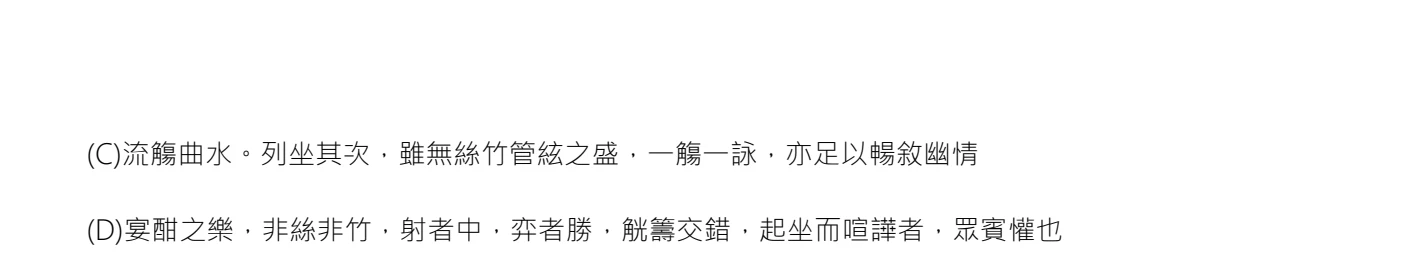 (C)流觴曲水。列坐其次，雖無絲竹管絃之盛，一觴一詠，亦足以暢敘幽情
(D)宴酣之樂，非絲非竹，射者中，弈者勝，觥籌交錯，起坐而喧譁者，眾賓懽也